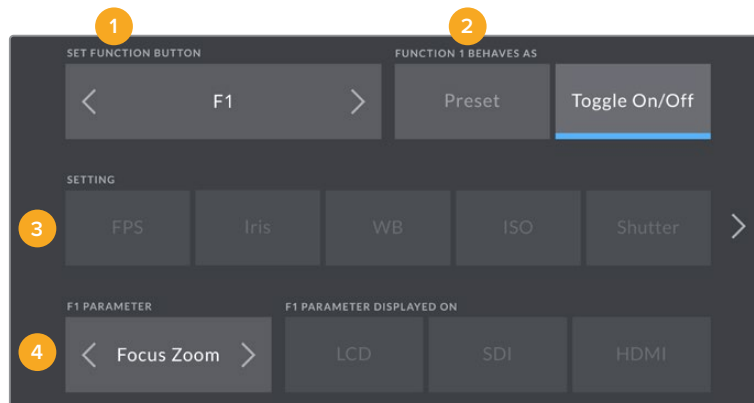 1 2
SET FUNCTION BUTTON FUNCTION 1 BEHAVES AS
F1 Preset Toggle On/Off
SETTING
3 FPS Iris WB ISO Shutter
F1 PARAMETER F1 PARAMETER DISPLAYED ON
4 Focus Zoom LCD SDI HDMI